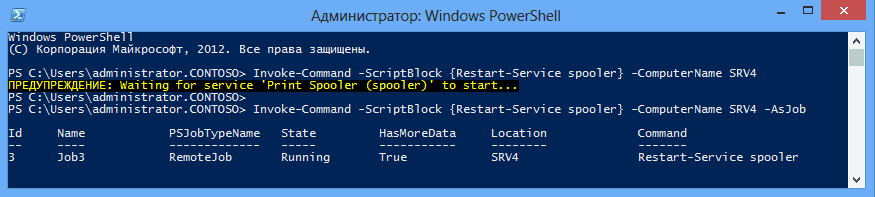 Администратор: Windows PowerShell
Windows PowerShell
(C) Корпорация Майкрософт, 2012. Все права защищены.
PS C:\Users\administrator.CONTOSO> Invoke-Command -ScriptBlock {Restart-Service spooler} -ComputerName SRV4
ПРЕДУПРЕЖДЕНИЕ: Waiting for service 'Print Spooler (spooler)' to start...
PS C:\Users\administrator.CONTOSO>
PS C:\Users\administrator.CONTOSO> Invoke-Command -ScriptBlock {Restart-Service spooler} -ComputerName SRV4 -AsJob
Id Name PSJobTypeName State HasMoreData Location Command
-- ---- ------------- ----- ----------- -------- -------
3 Job3 RemoteJob Running True SRV4 Restart-Service spooler